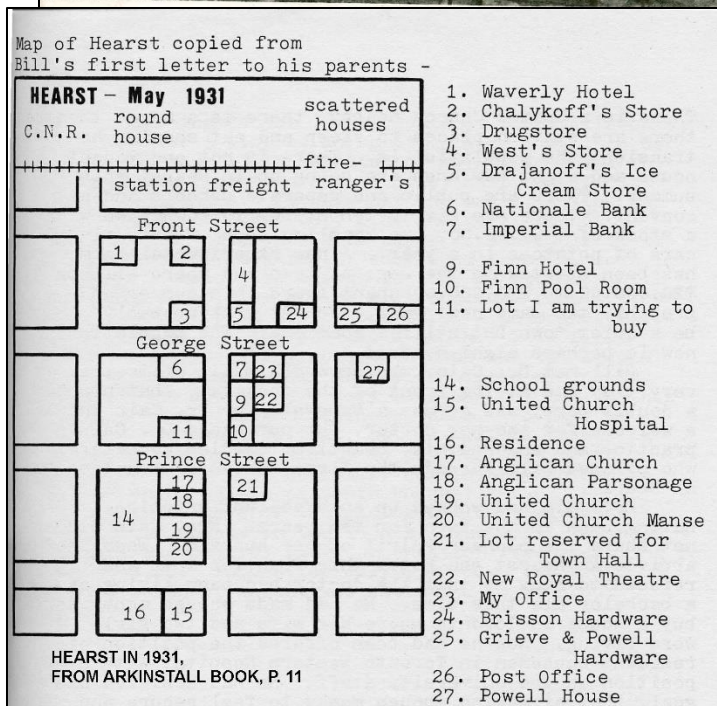 Map of Hearst copied from
Bill's first letter to his parents -
HEARST - May 1931
C.N.R.
round
house
scattered
houses
fire-
ranger's
station freight
Front Street
1
2
3
4
5
24
25
26
George Street
6
7
23
9
22
10
11
27
Prince Street
14
17
18
19
20
21
16
15
HEARST IN 1931,
FROM ARKINSTALL BOOK, P. 11
1. Waverly Hotel
2. Chalykoff's Store
3. Drugstore
4. West's Store
5. Drajanoff's Ice
Cream Store
6. Nationale Bank
7. Imperial Bank
9. Finn Hotel
10. Finn Pool Room
11. Lot I am trying to
buy
14. School grounds
15. United Church
Hospital
16. Residence
17. Anglican Church
18. Anglican Parsonage
19. United Church
20. United Church Manse
21. Lot reserved for
Town Hall
22. New Royal Theatre
23. My Office
24. Brisson Hardware
25. Grieve & Powell
Hardware
26. Post Office
27. Powell House